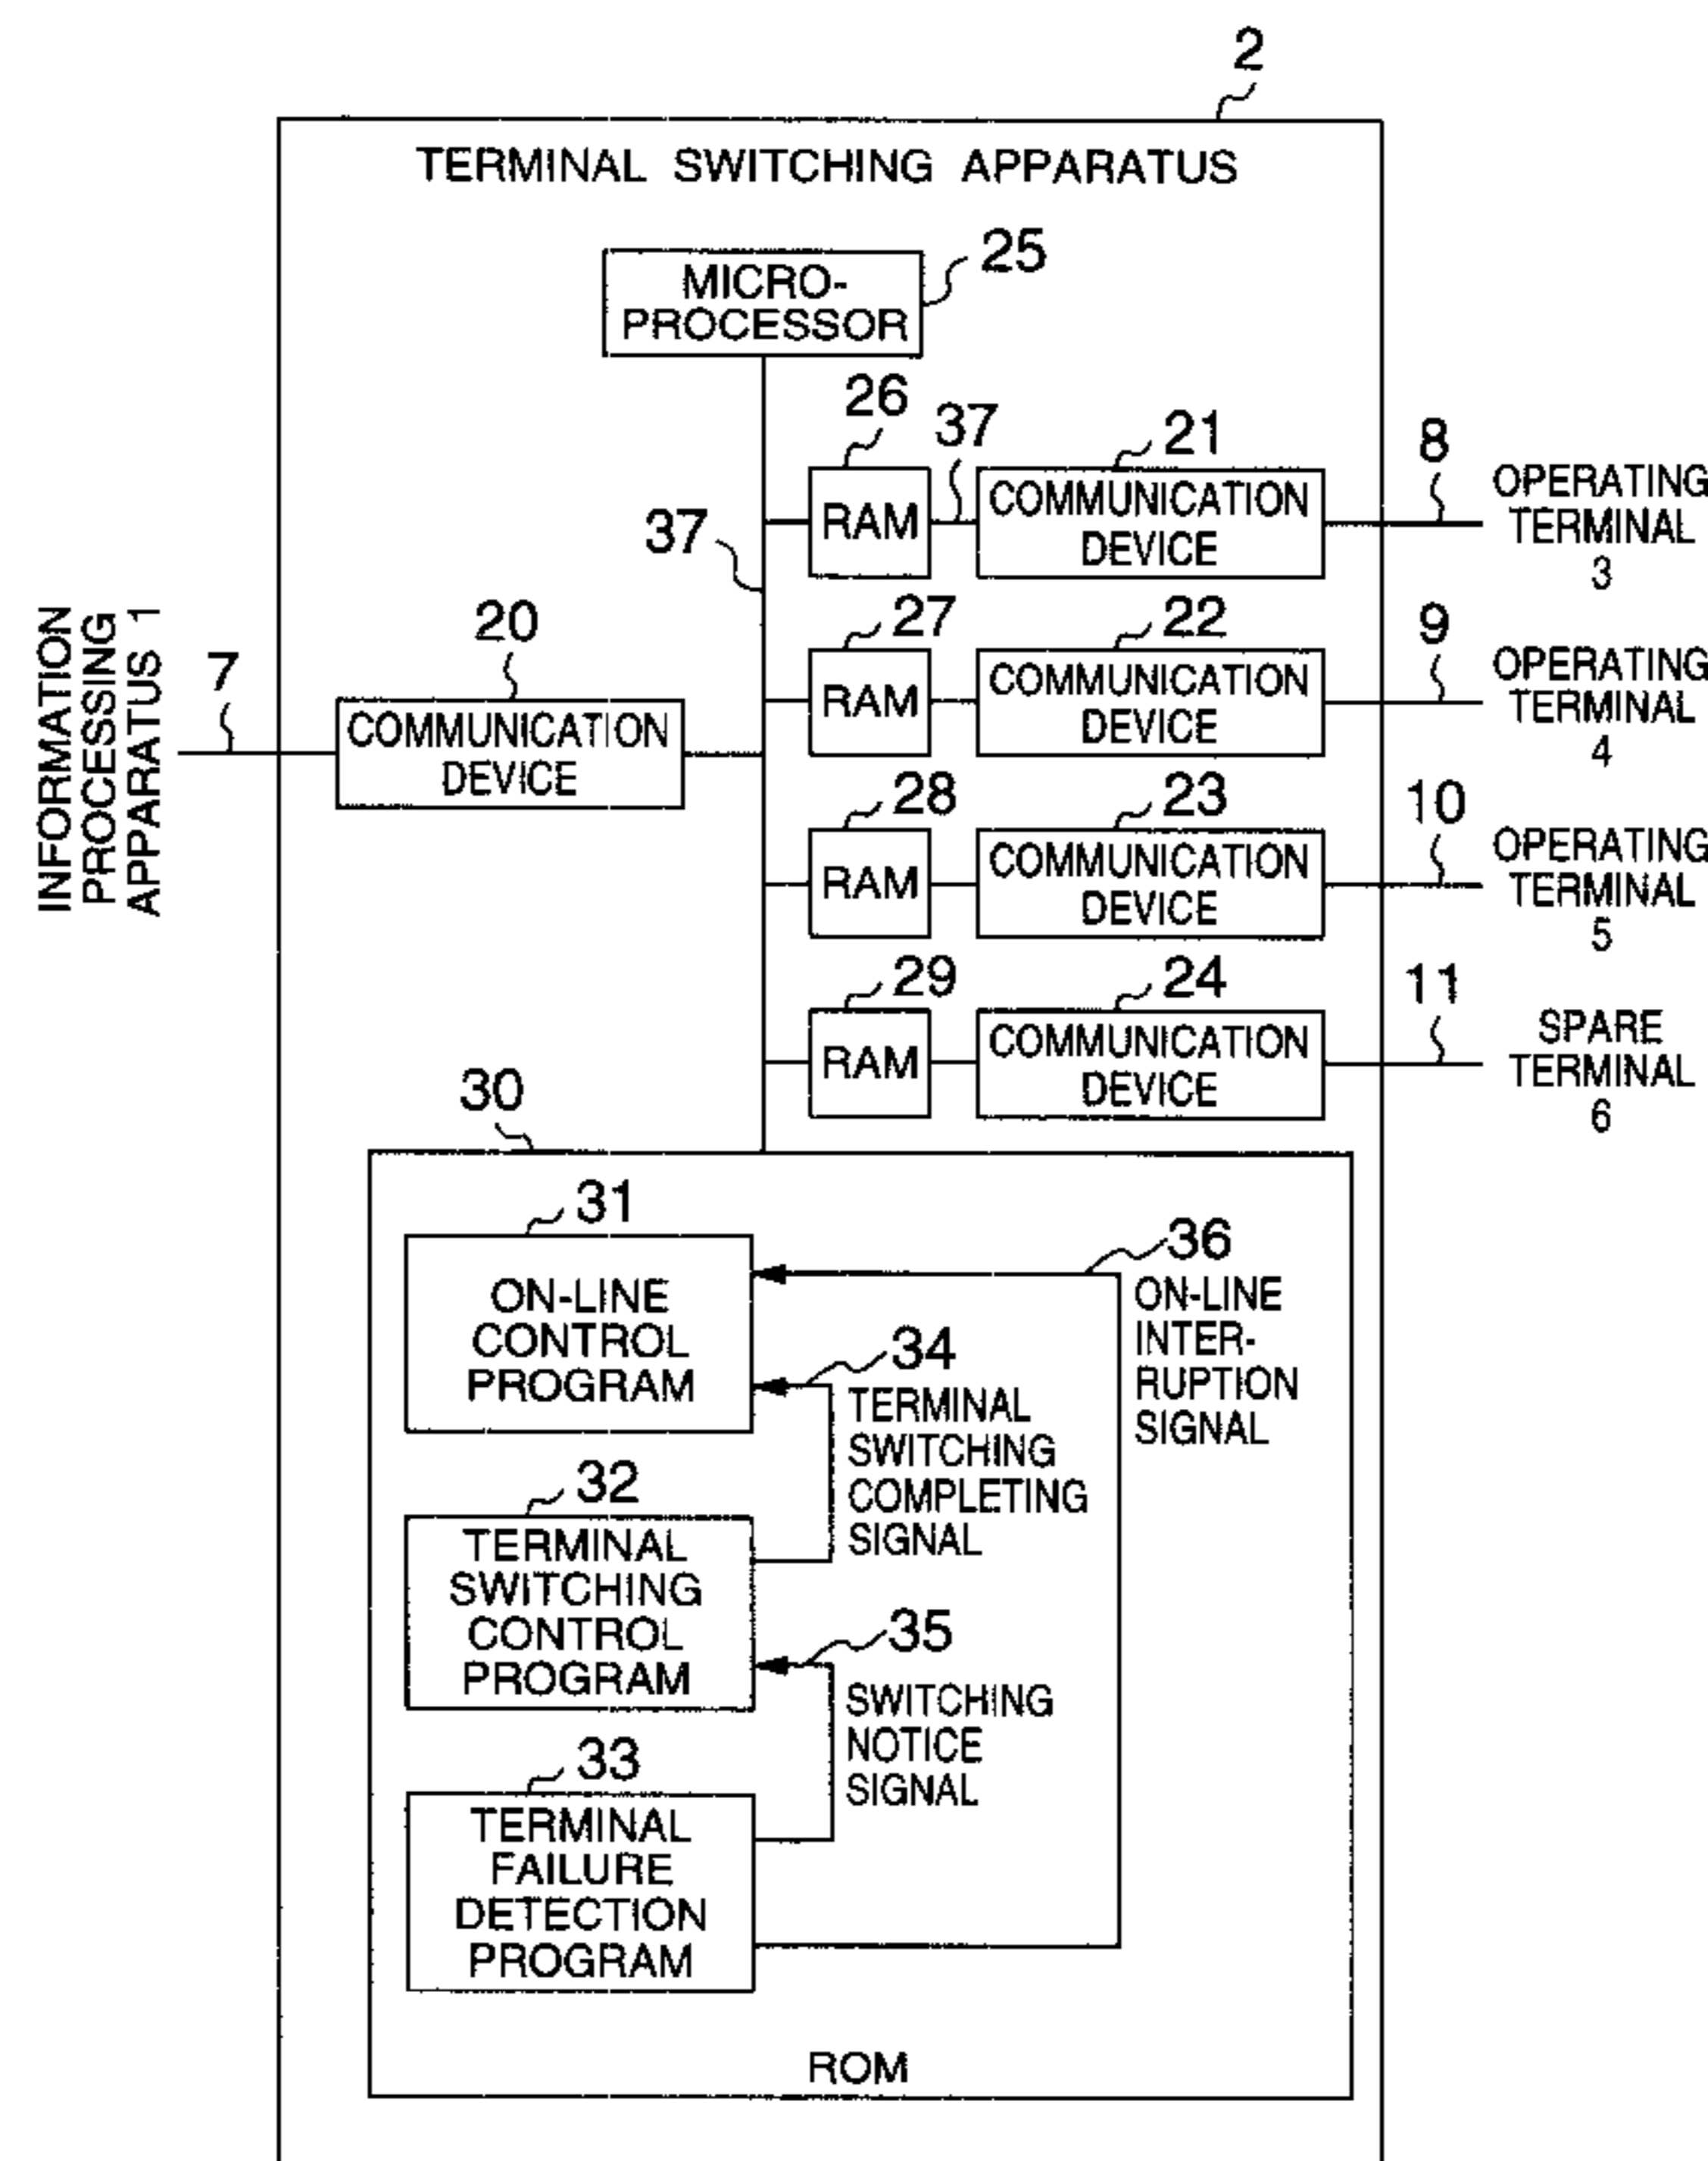 2
TERMINAL SWITCHING APPARATUS
MICRO-
PROCESSOR
25
26
37
21
8
RAM
COMMUNICATION
DEVICE
OPERATING
TERMINAL
3
37
27
22
9
RAM
COMMUNICATION
DEVICE
OPERATING
TERMINAL
4
INFORMATION
PROCESSING
APPARATUS 1
7
20
COMMUNICATION
DEVICE
28
23
10
RAM
COMMUNICATION
DEVICE
OPERATING
TERMINAL
5
29
24
11
RAM
COMMUNICATION
DEVICE
SPARE
TERMINAL
6
30
31
ON-LINE
CONTROL
PROGRAM
36
ON-LINE
INTER-
RUPTION
SIGNAL
34
TERMINAL
SWITCHING
COMPLETING
SIGNAL
32
TERMINAL
SWITCHING
CONTROL
PROGRAM
35
SWITCHING
NOTICE
SIGNAL
33
TERMINAL
FAILURE
DETECTION
PROGRAM
ROM